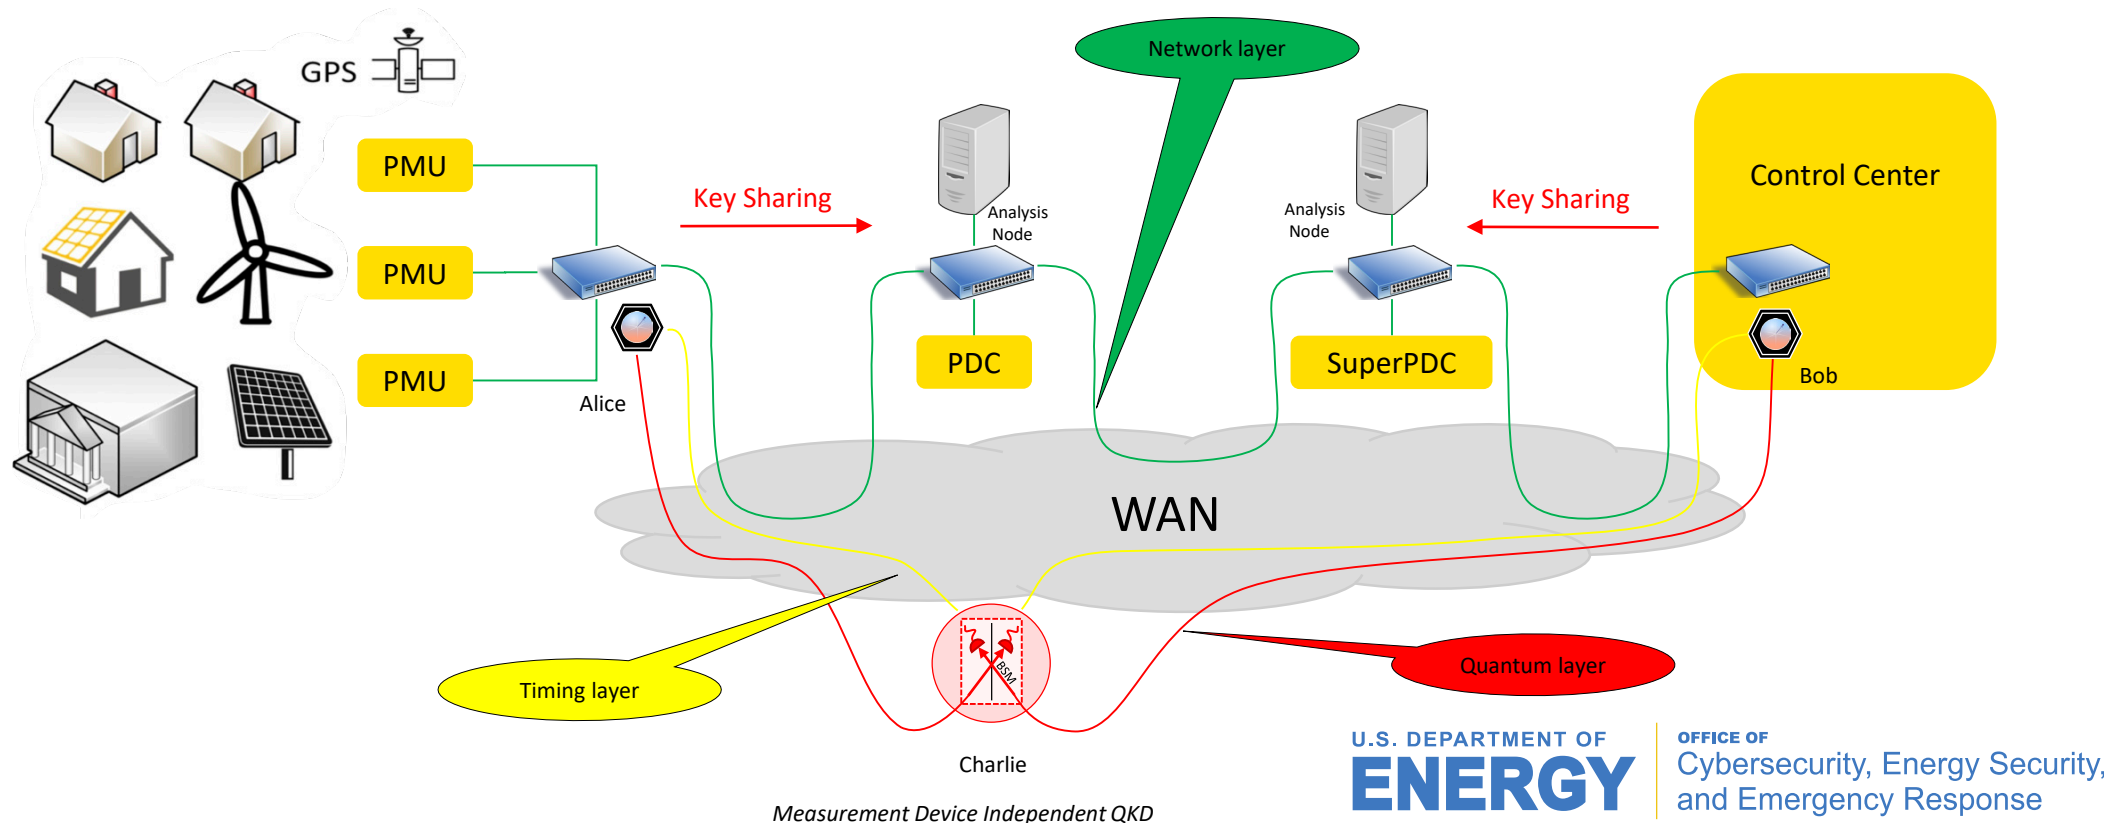 GPS
Network layer
PMU
PMU
PMU
Key Sharing
Analysis
Node
Analysis
Node
Key Sharing
Control Center
PDC
SuperPDC
Alice
Bob
WAN
BSM
Timing layer
Quantum layer
Charlie
Measurement Device Independent QKD
U.S. DEPARTMENT OF
ENERGY
OFFICE OF
Cybersecurity, Energy Security,
and Emergency Response